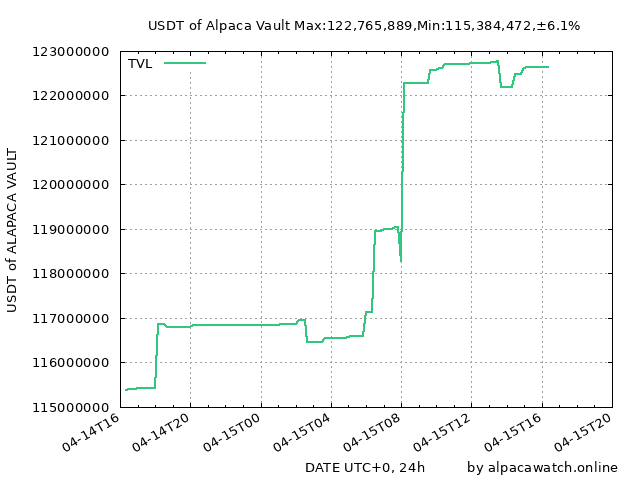 USDT of Alpaca Vault Max:122,765,889,Min:115,384,472,±6.1%
TVL
123000000
122000000
121000000
120000000
119000000
118000000
117000000
116000000
115000000
USDT of ALAPACA VAULT
04-14T16
04-14T20
04-15T00
04-15T04
04-15T08
04-15T12
04-15T16
04-15T20
DATE UTC+0, 24h
by alpacawatch.online